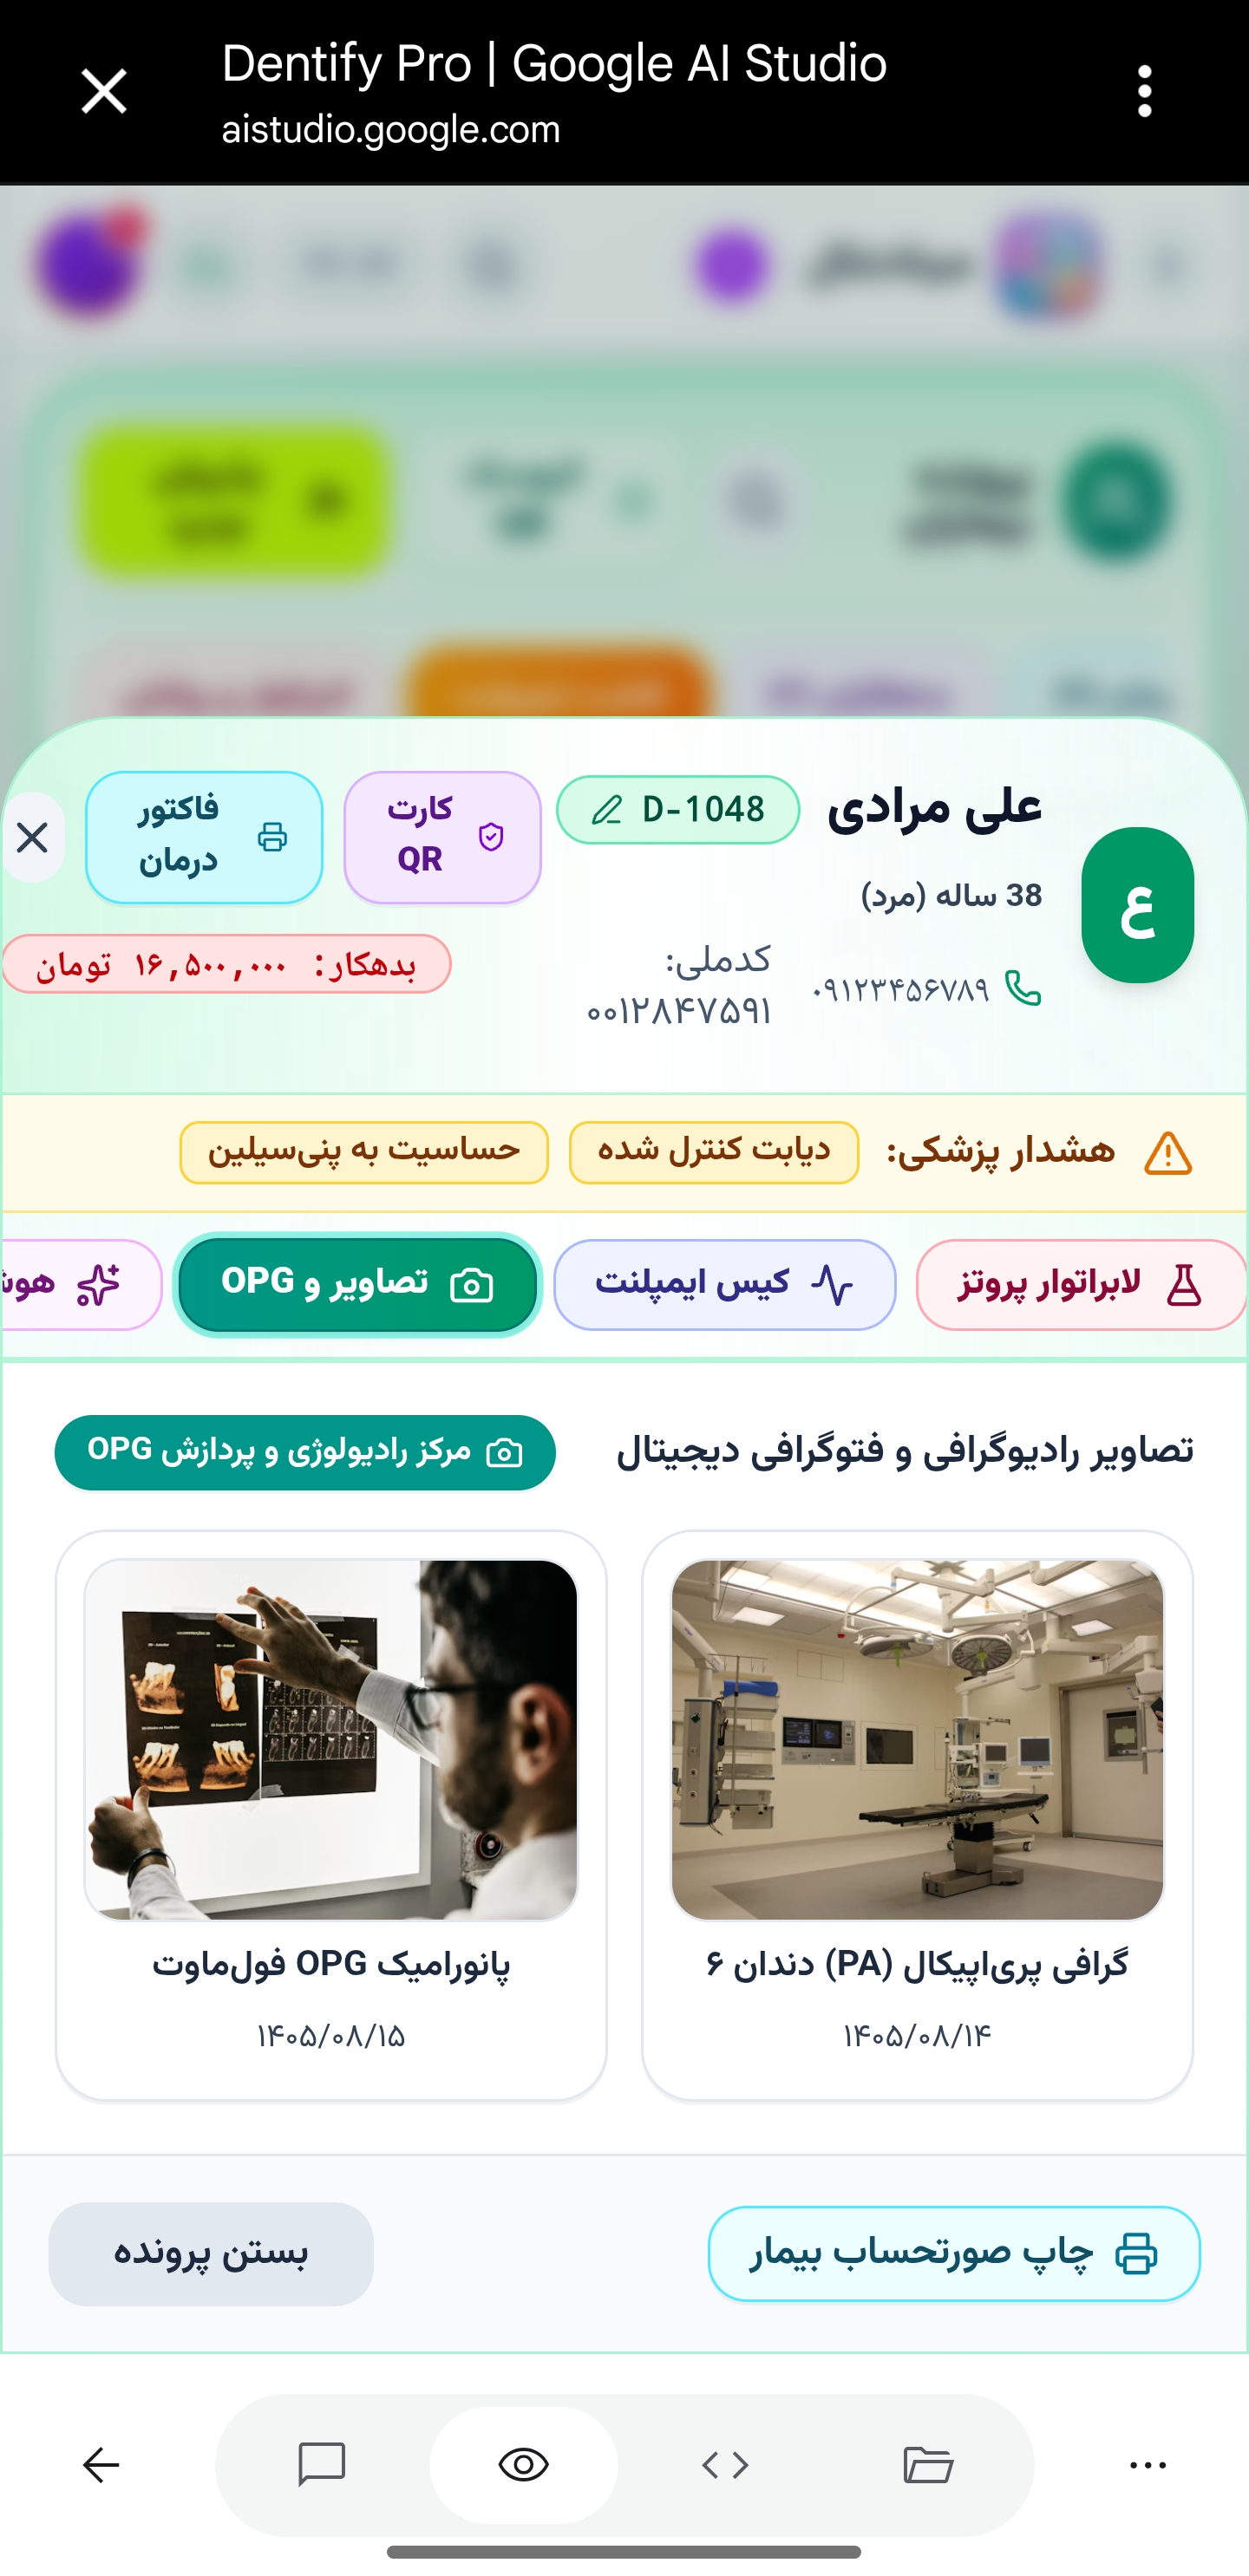 Dentify Pro | Google AI Studio
aistudio.google.com
علی مرادی
D-1048
کارت
QR
فاکتور
درمان
38 ساله (مرد)
۰۹۱۲۳۴۵۶۷۸۹
کدملی:
۰۰۱۲۸۴۷۵۹۱
بدهکار: ۱۶,۵۰۰,۰۰۰ تومان
ع
هشدار پزشکی:
دیابت کنترل شده
حساسیت به پنی‌سیلین
لابراتوار پروتز
کیس ایمپلنت
تصاویر و OPG
تصاویر رادیوگرافی و فتوگرافی دیجیتال
مرکز رادیولوژی و پردازش OPG
گرافی پری‌اپیکال (PA) دندان ۶
۱۴۰۵/۰۸/۱۴
پانورامیک OPG فول‌ماوت
۱۴۰۵/۰۸/۱۵
چاپ صورتحساب بیمار
بستن پرونده